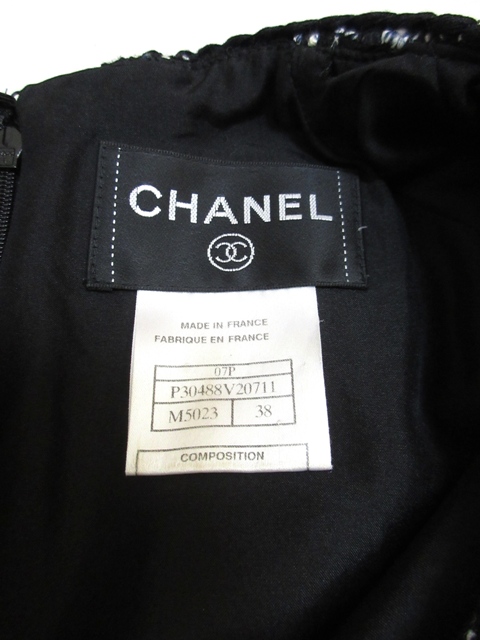 CHANEL
MADE IN FRANCE
FABRIQUE EN FRANCE
07P
P30488V20711
M5023 38
COMPOSITION